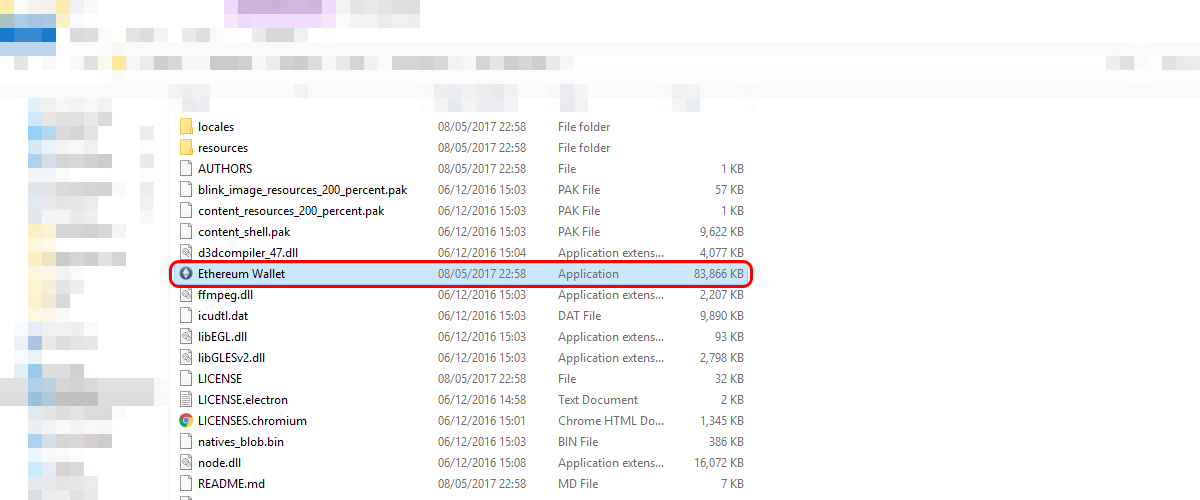 locales 08/05/2017 22:58 File folder
resources 08/05/2017 22:58 File folder
AUTHORS 08/05/2017 22:58 File 1 KB
blink_image_resources_200_percent.pak 06/12/2016 15:03 PAK File 57 KB
content_resources_200_percent.pak 06/12/2016 15:03 PAK File 1 KB
content_shell.pak 06/12/2016 15:03 PAK File 9,622 KB
d3dcompiler_47.dll 06/12/2016 15:04 Application extens... 4,077 KB
Ethereum Wallet 08/05/2017 22:58 Application 83,866 KB
ffmpeg.dll 06/12/2016 15:03 Application extens... 2,207 KB
icudtl.dat 06/12/2016 15:03 DAT File 9,890 KB
libEGL.dll 06/12/2016 15:03 Application extens... 93 KB
libGLESv2.dll 06/12/2016 15:03 Application extens... 2,798 KB
LICENSE 08/05/2017 22:58 File 32 KB
LICENSE.electron 06/12/2016 14:58 Text Document 2 KB
LICENSES.chromium 06/12/2016 15:01 Chrome HTML Do... 1,345 KB
natives_blob.bin 06/12/2016 15:03 BIN File 386 KB
node.dll 06/12/2016 15:08 Application extens... 16,072 KB
README.md 08/05/2017 22:58 MD File 7 KB